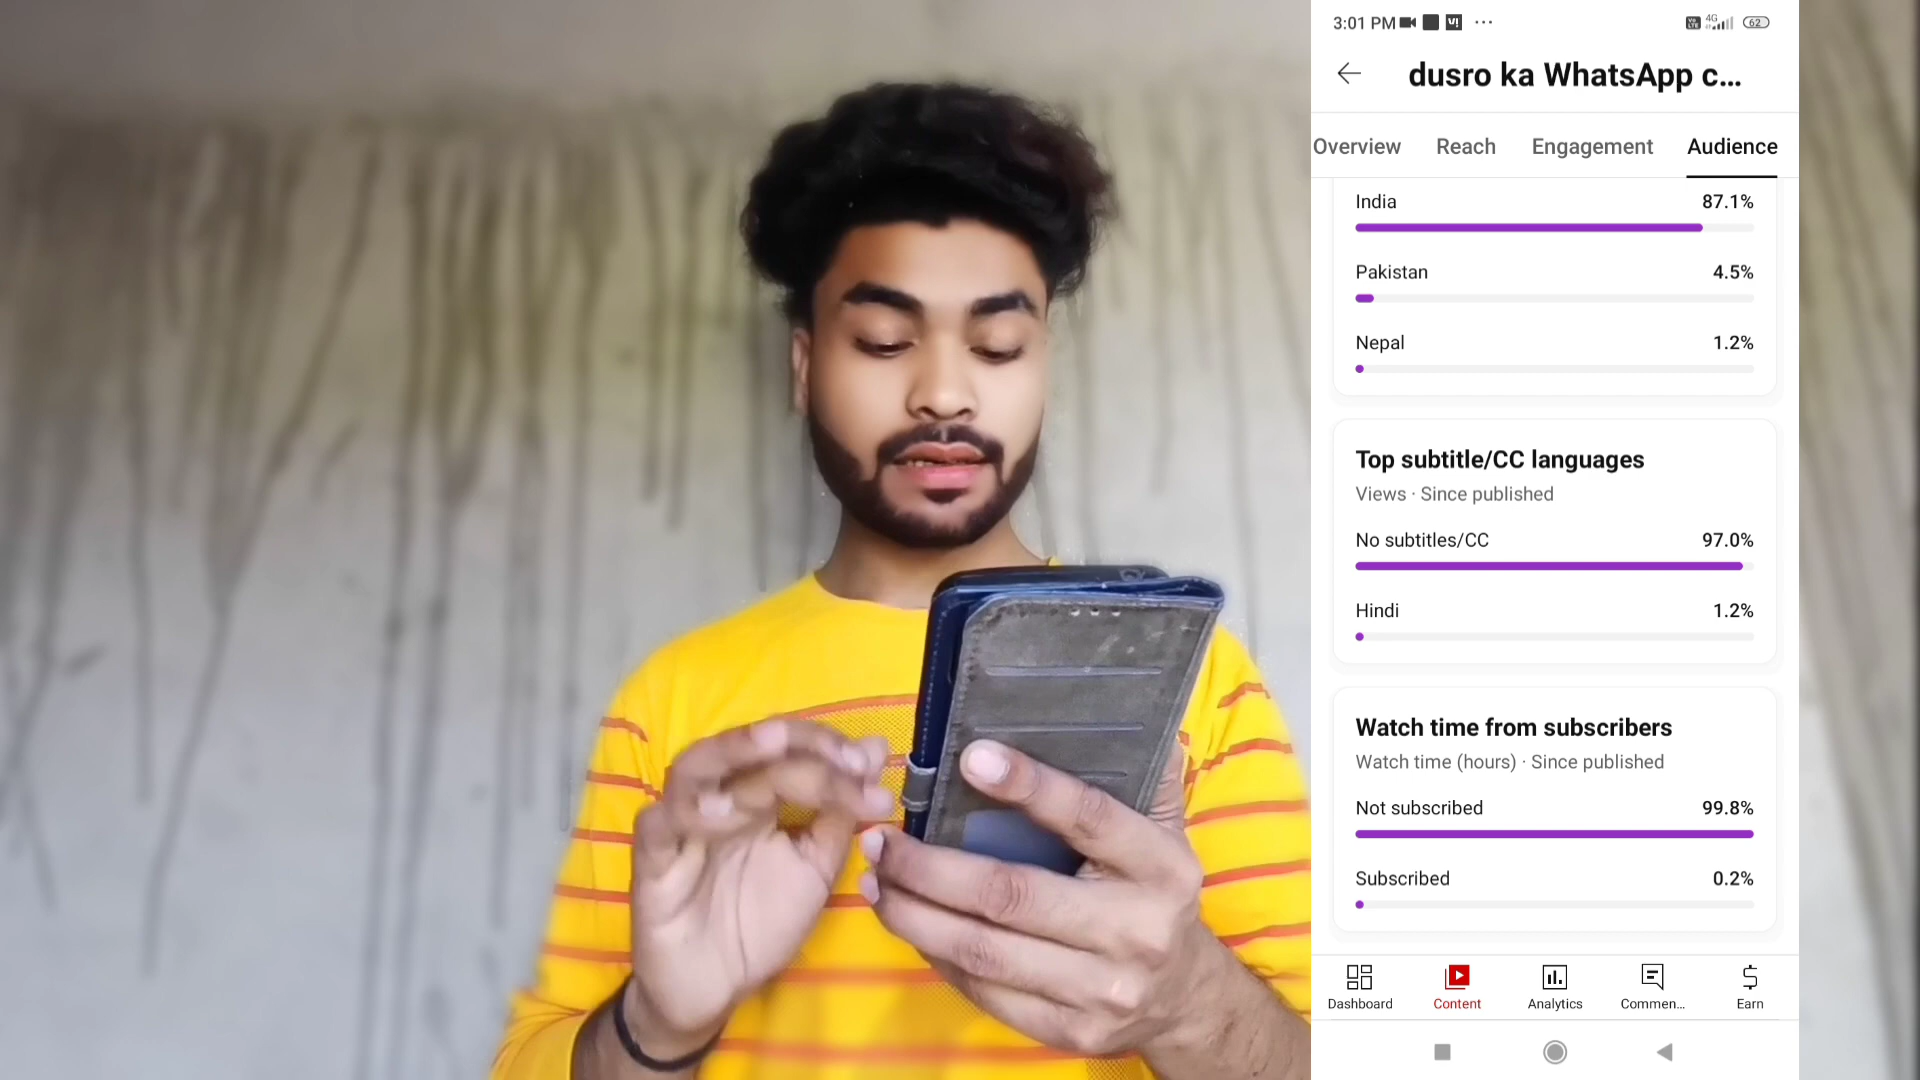 3:01 PM
4G
62
dusro ka WhatsApp c...
Overview Reach Engagement Audience
India 87.1%
Pakistan 4.5%
Nepal 1.2%
Top subtitle/CC languages
Views · Since published
No subtitles/CC 97.0%
Hindi 1.2%
Watch time from subscribers
Watch time (hours) · Since published
Not subscribed 99.8%
Subscribed 0.2%
Dashboard Content Analytics Commen... Earn